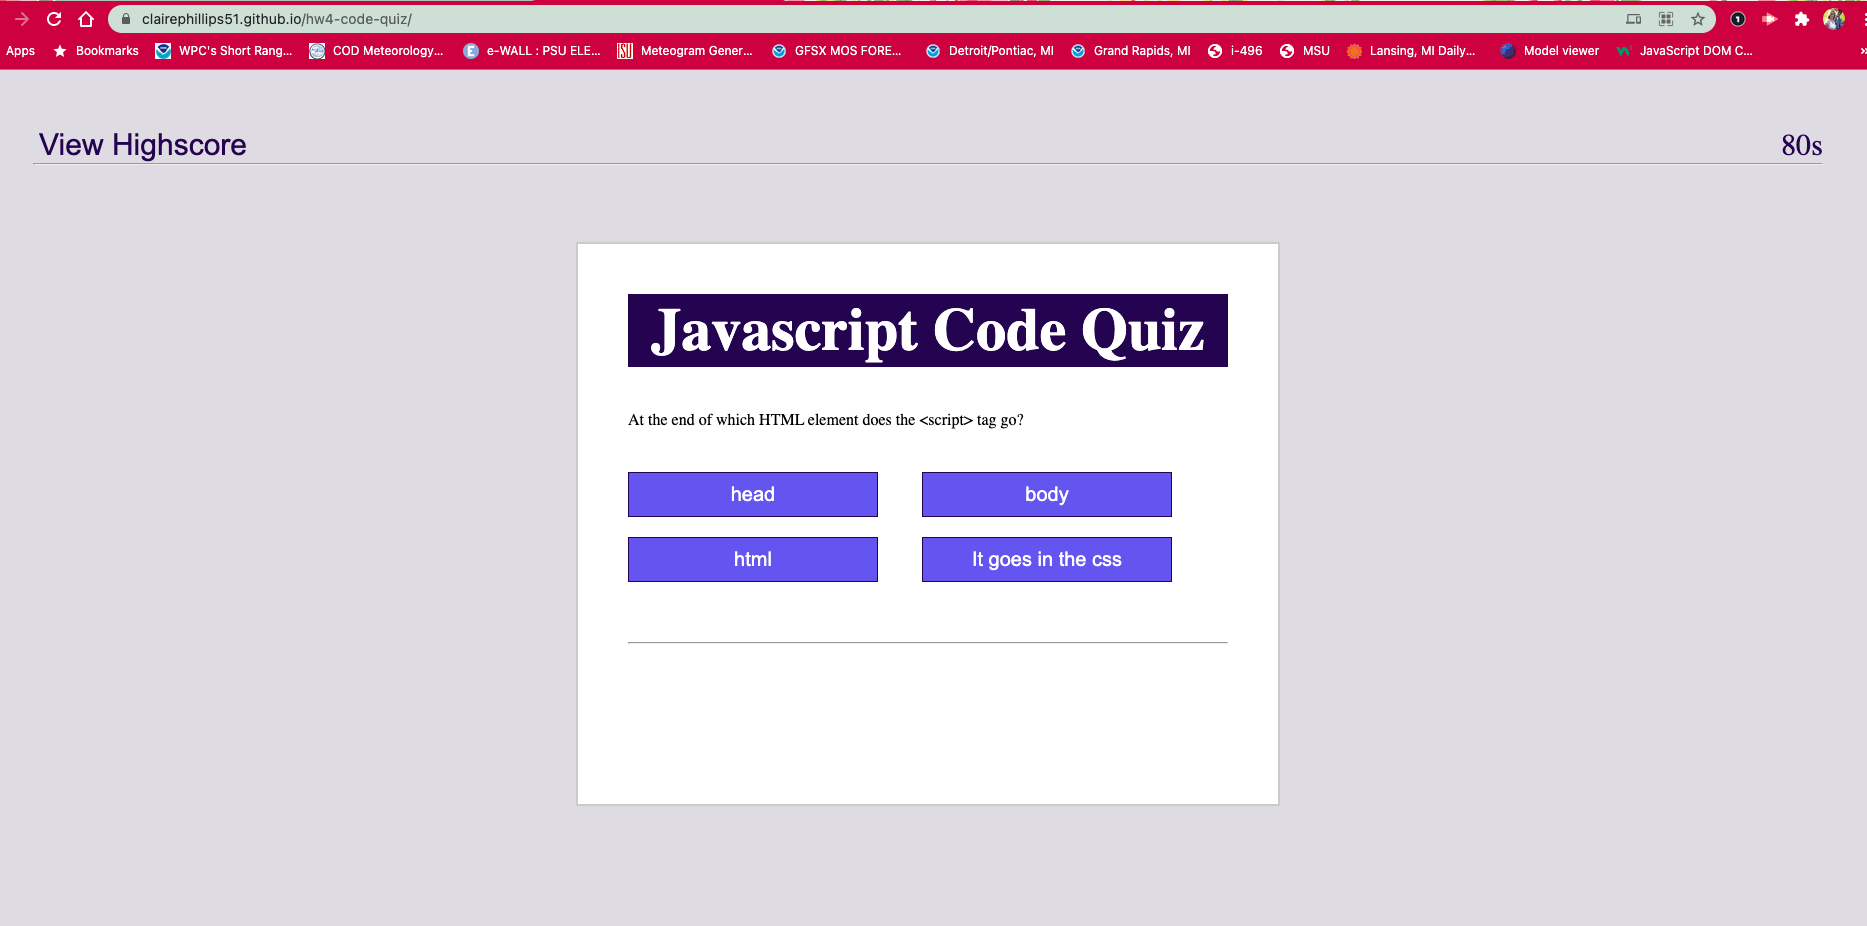 clairephillips51.github.io/hw4-code-quiz/
Apps Bookmarks WPC's Short Rang... COD Meteorology... e-WALL : PSU ELE... Meteogram Gener... GFSX MOS FORE... Detroit/Pontiac, MI Grand Rapids, MI i-496 MSU Lansing, MI Daily... Model viewer JavaScript DOM C... »
View Highscore 80s
Javascript Code Quiz
At the end of which HTML element does the <script> tag go?
head body
html It goes in the css